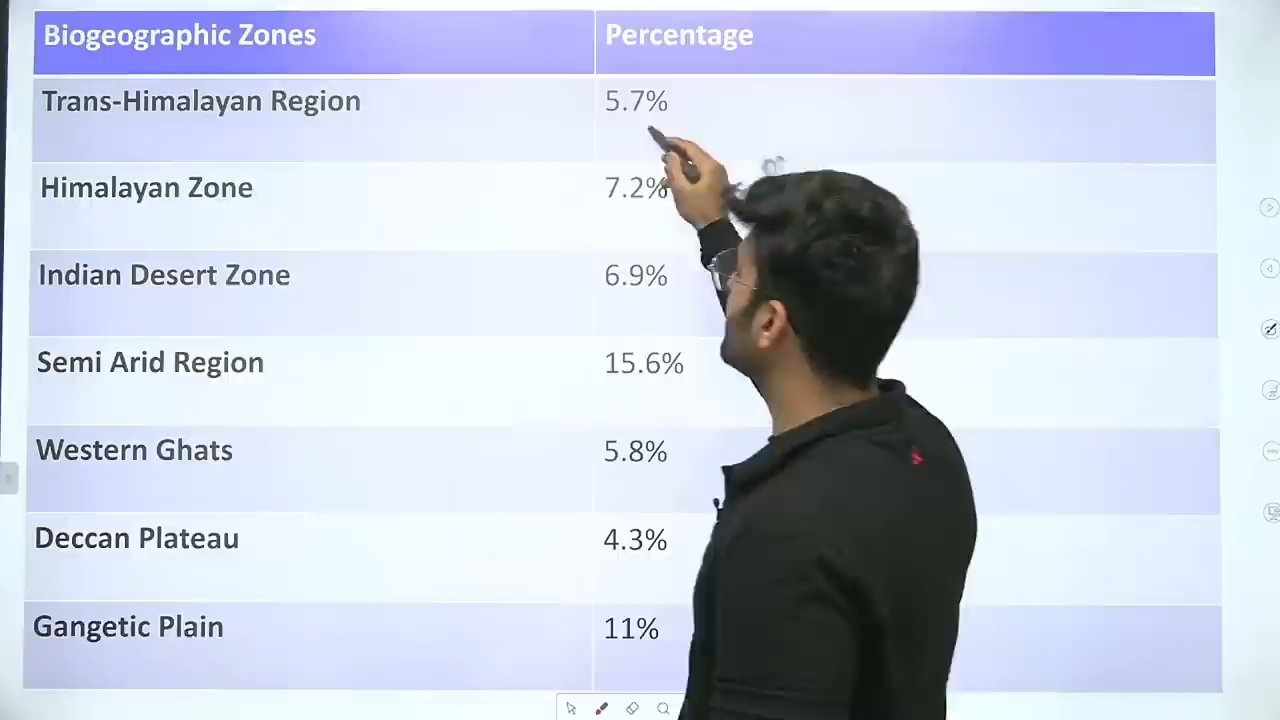 Biogeographic Zones Percentage
Trans-Himalayan Region 5.7%
Himalayan Zone 7.2%
Indian Desert Zone 6.9%
Semi Arid Region 15.6%
Western Ghats 5.8%
Deccan Plateau 4.3%
Gangetic Plain 11%